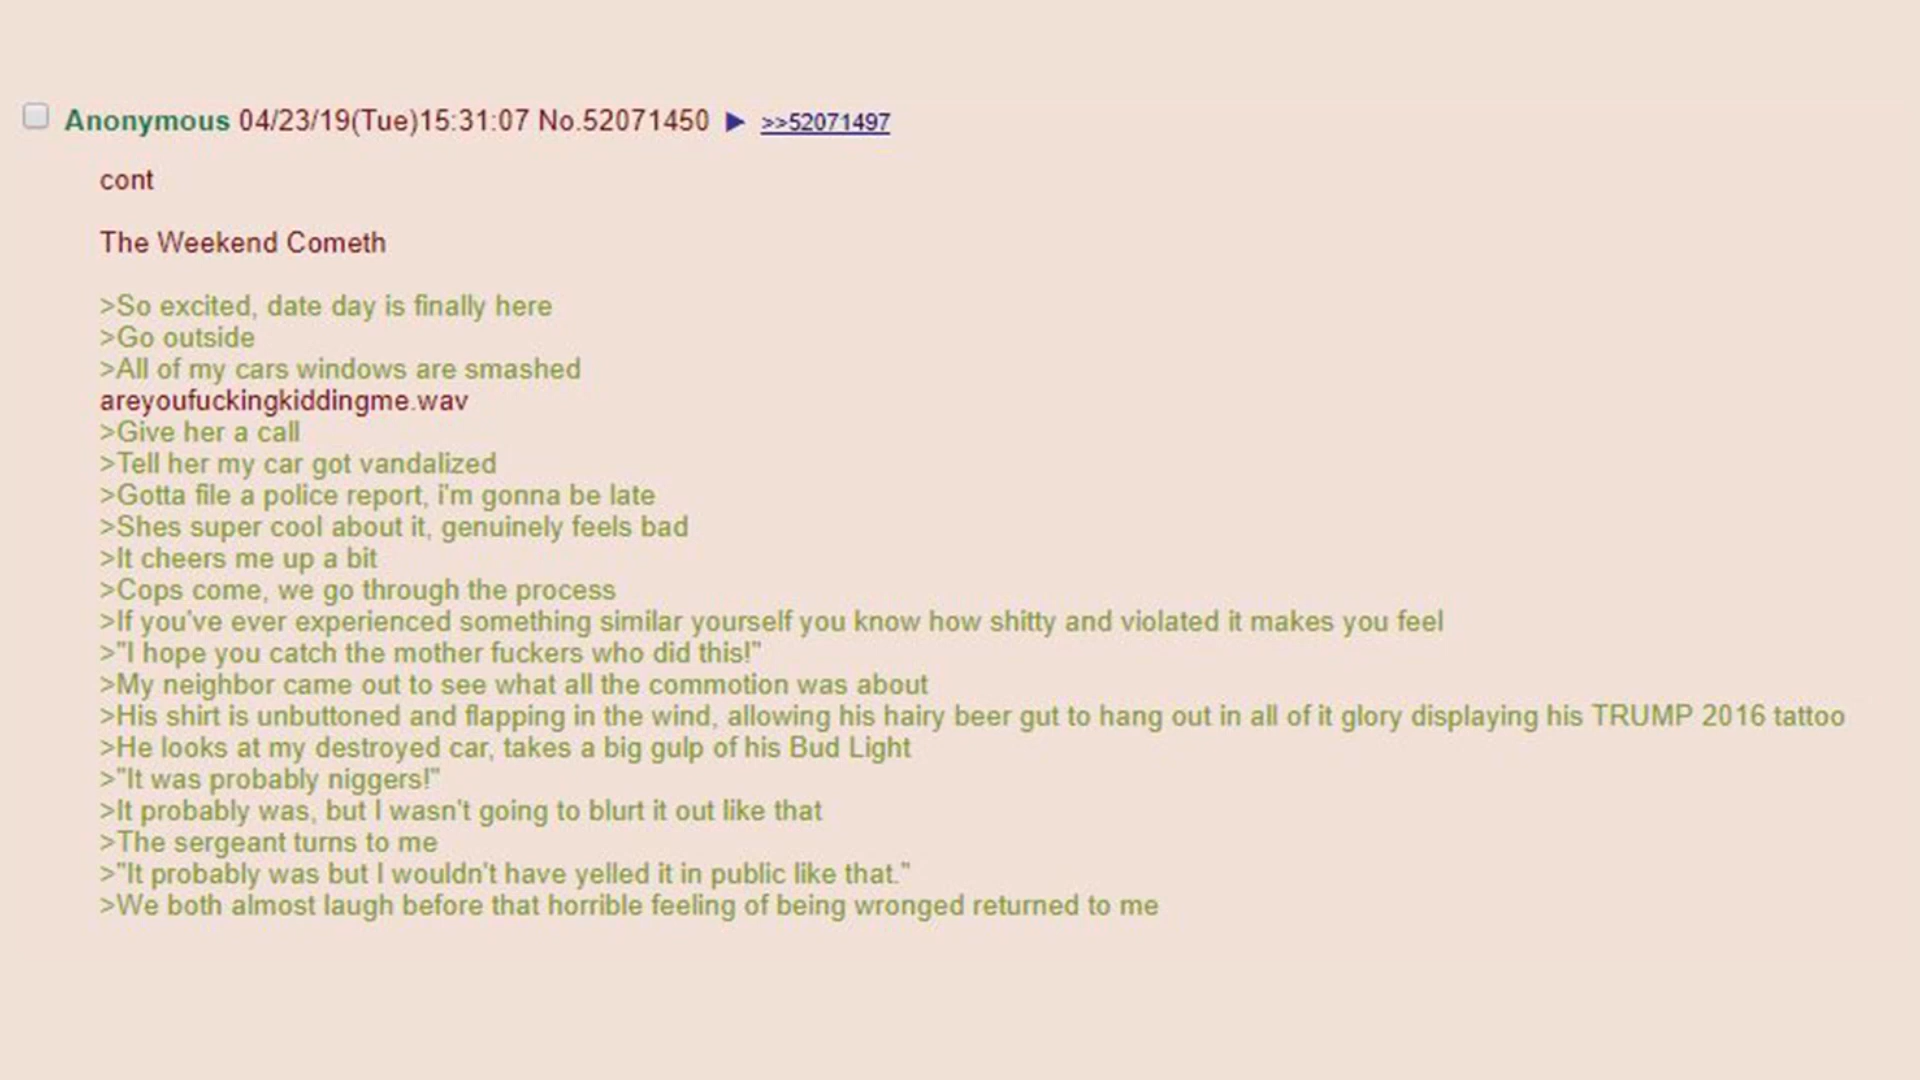 Anonymous 04/23/19(Tue)15:31:07 No.52071450 ▶ >>52071497
cont
The Weekend Cometh
>So excited, date day is finally here
>Go outside
>All of my cars windows are smashed
areyoufuckingkiddingme.wav
>Give her a call
>Tell her my car got vandalized
>Gotta file a police report, i'm gonna be late
>Shes super cool about it, genuinely feels bad
>It cheers me up a bit
>Cops come, we go through the process
>If you've ever experienced something similar yourself you know how shitty and violated it makes you feel
>"I hope you catch the mother fuckers who did this!"
>My neighbor came out to see what all the commotion was about
>His shirt is unbuttoned and flapping in the wind, allowing his hairy beer gut to hang out in all of it glory displaying his TRUMP 2016 tattoo
>He looks at my destroyed car, takes a big gulp of his Bud Light
>"It was probably niggers!"
>It probably was, but I wasn't going to blurt it out like that
>The sergeant turns to me
>"It probably was but I wouldn't have yelled it in public like that."
>We both almost laugh before that horrible feeling of being wronged returned to me